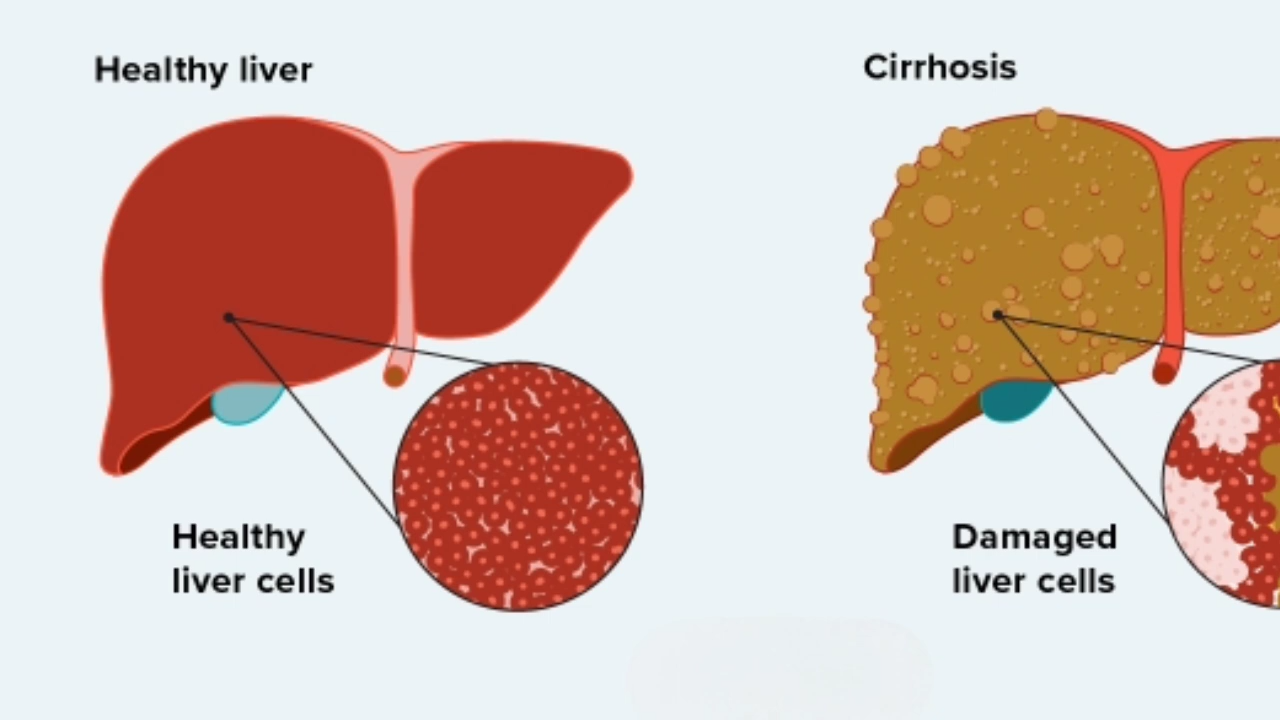 Healthy liver
Cirrhosis
Healthy
liver cells
Damaged
liver cells